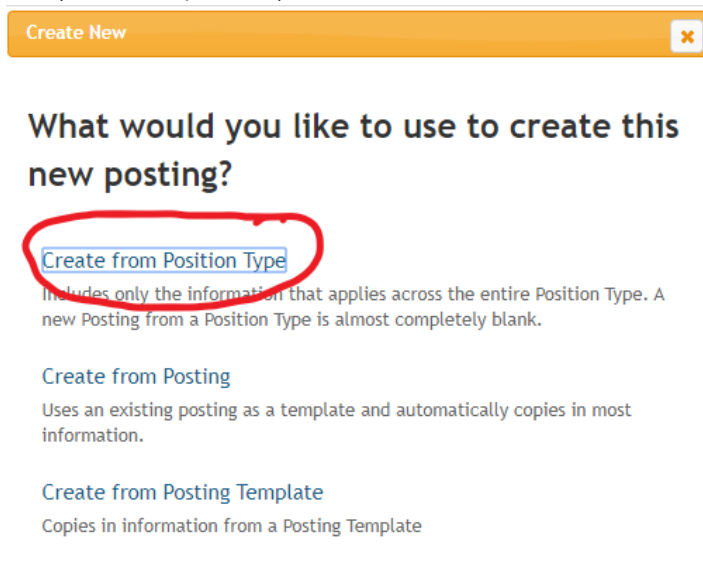 Create New
What would you like to use to create this
new posting?
Create from Position Type
Includes only the information that applies across the entire Position Type. A
new Posting from a Position Type is almost completely blank.
Create from Posting
Uses an existing posting as a template and automatically copies in most
information.
Create from Posting Template
Copies in information from a Posting Template